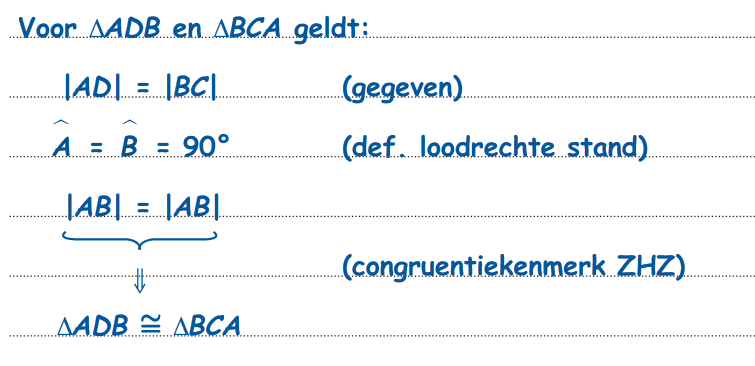 Voor ΔADB en ΔBCA geldt:
|AD| = |BC| (gegeven)
Â = B̂ = 90° (def. loodrechte stand)
|AB| = |AB|
⇓ (congruentiekenmerk ZHZ)
ΔADB ≅ ΔBCA